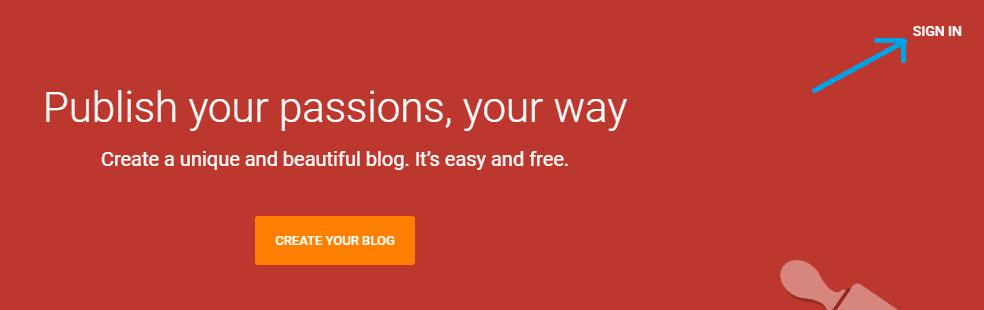 SIGN IN
Publish your passions, your way
Create a unique and beautiful blog. It’s easy and free.
CREATE YOUR BLOG